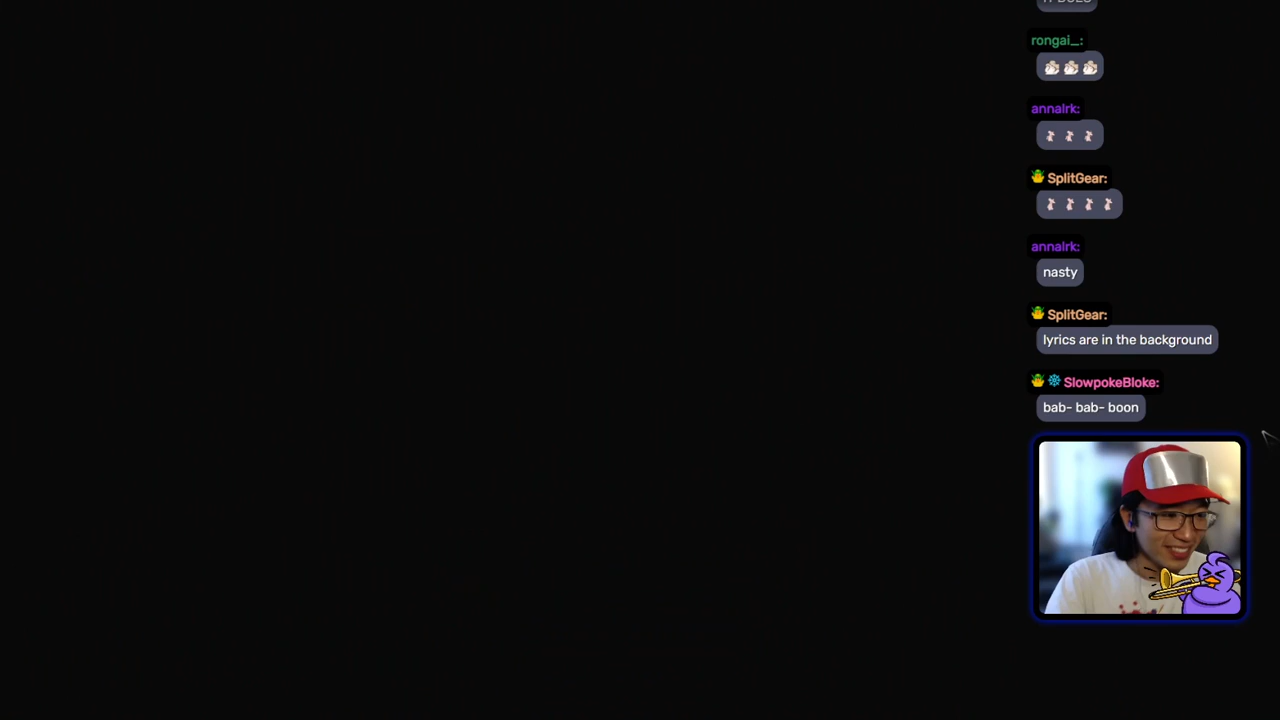 rongai_:
annalrk:
SplitGear:
annalrk:
nasty
SplitGear:
lyrics are in the background
SlowpokeBloke:
bab- bab- boon